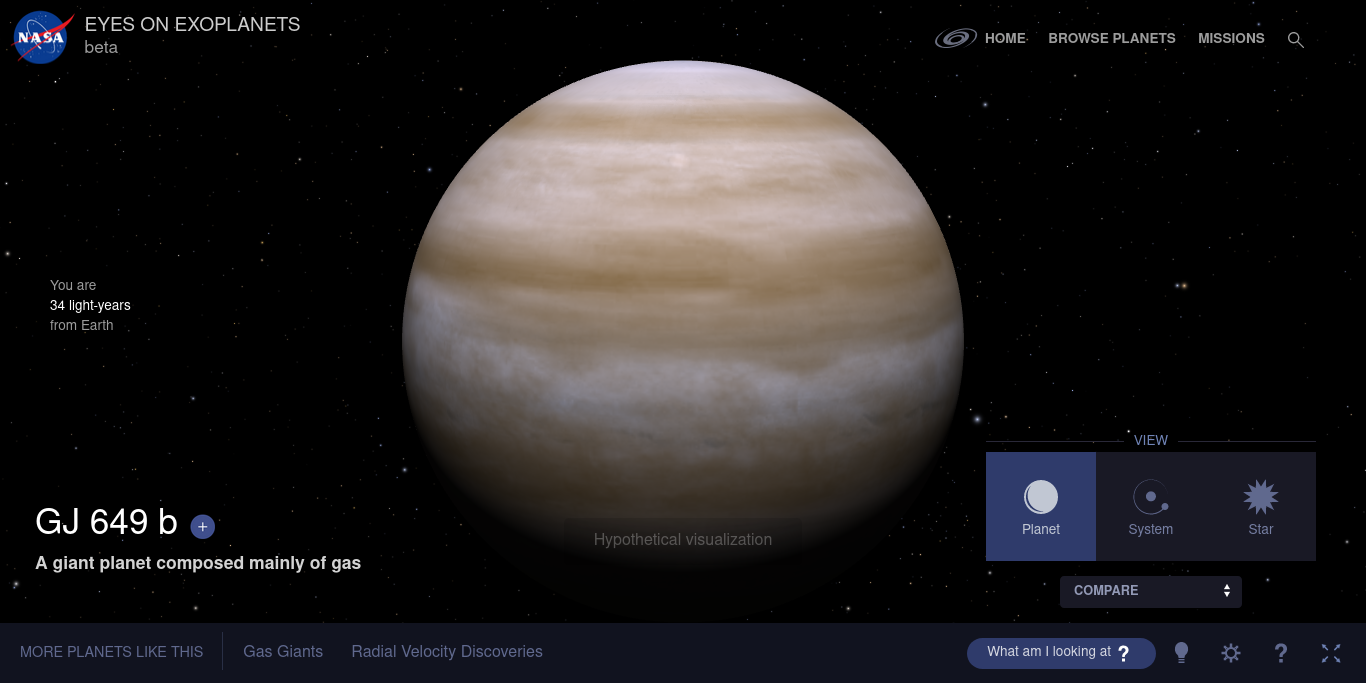 NASA
EYES ON EXOPLANETS
beta
HOME
BROWSE PLANETS
MISSIONS
You are
34 light-years
from Earth
VIEW
Planet
System
Star
GJ 649 b +
A giant planet composed mainly of gas
Hypothetical visualization
COMPARE
MORE PLANETS LIKE THIS
Gas Giants
Radial Velocity Discoveries
What am I looking at ?
?